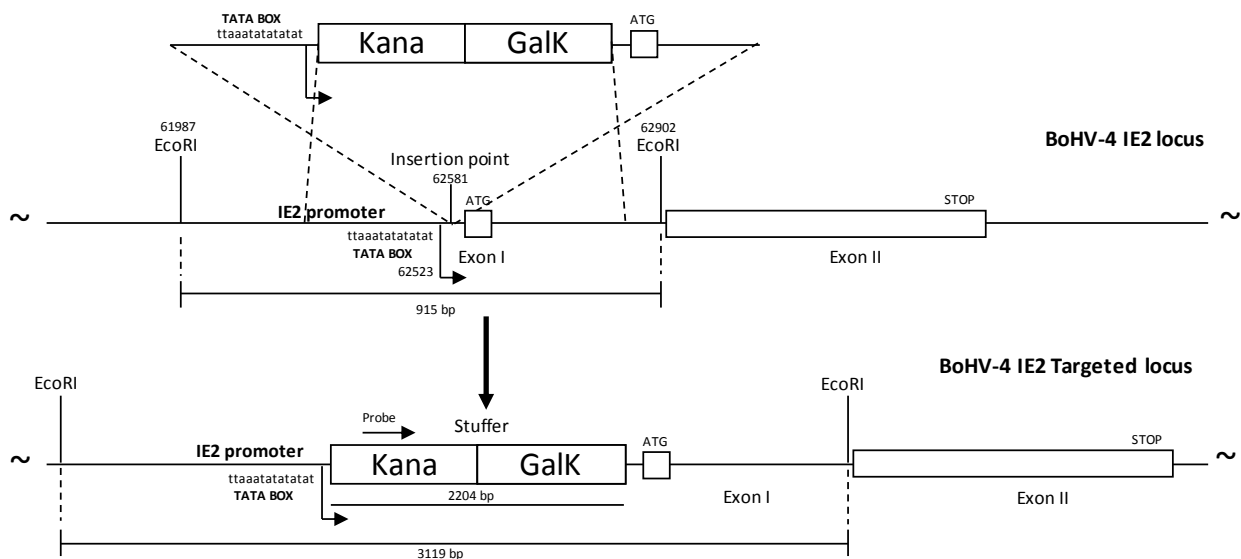 TATA BOX
ttaaatatatatat
Kana
GalK
ATG
61987
EcoRI
62902
EcoRI
BoHV-4 IE2 locus
Insertion point
62581
ATG
STOP
~
IE2 promoter
~
ttaaatatatatat
TATA BOX
62523
Exon I
Exon II
915 bp
BoHV-4 IE2 Targeted locus
EcoRI
EcoRI
Probe
Stuffer
ATG
STOP
~
IE2 promoter
Kana
GalK
~
ttaaatatatatat
TATA BOX
2204 bp
Exon I
Exon II
3119 bp